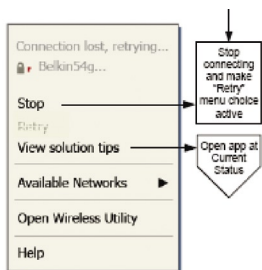 Connection lost, retrying...
Belkin54g...
Stop
Retry
View solution tips
Available Networks
Open Wireless Utility
Help
Stop
connecting
and make
"Retry"
menu choice
active
Open app at
Current
Status